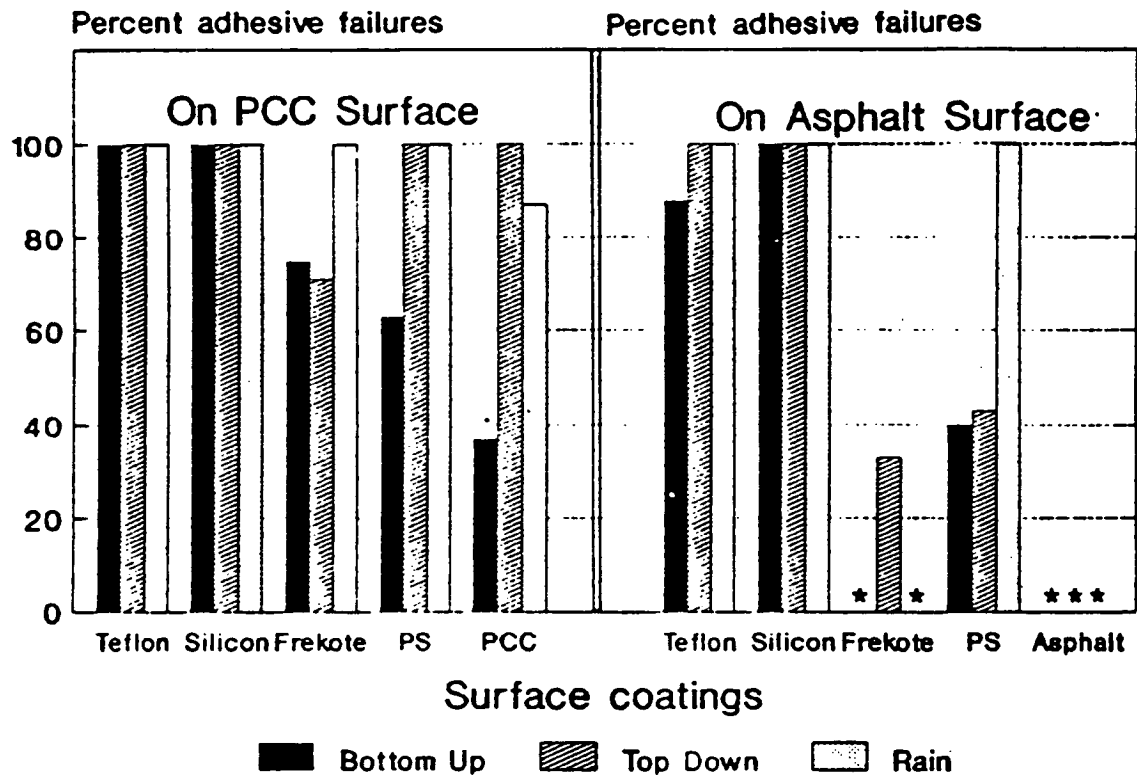 Percent adhesive failures
Percent adhesive failures
On PCC Surface
On Asphalt Surface
100
80
60
40
20
0
* * * * *
Teflon Silicon Frekote PS PCC
Teflon Silicon Frekote PS Asphalt
Surface coatings
Bottom Up Top Down Rain